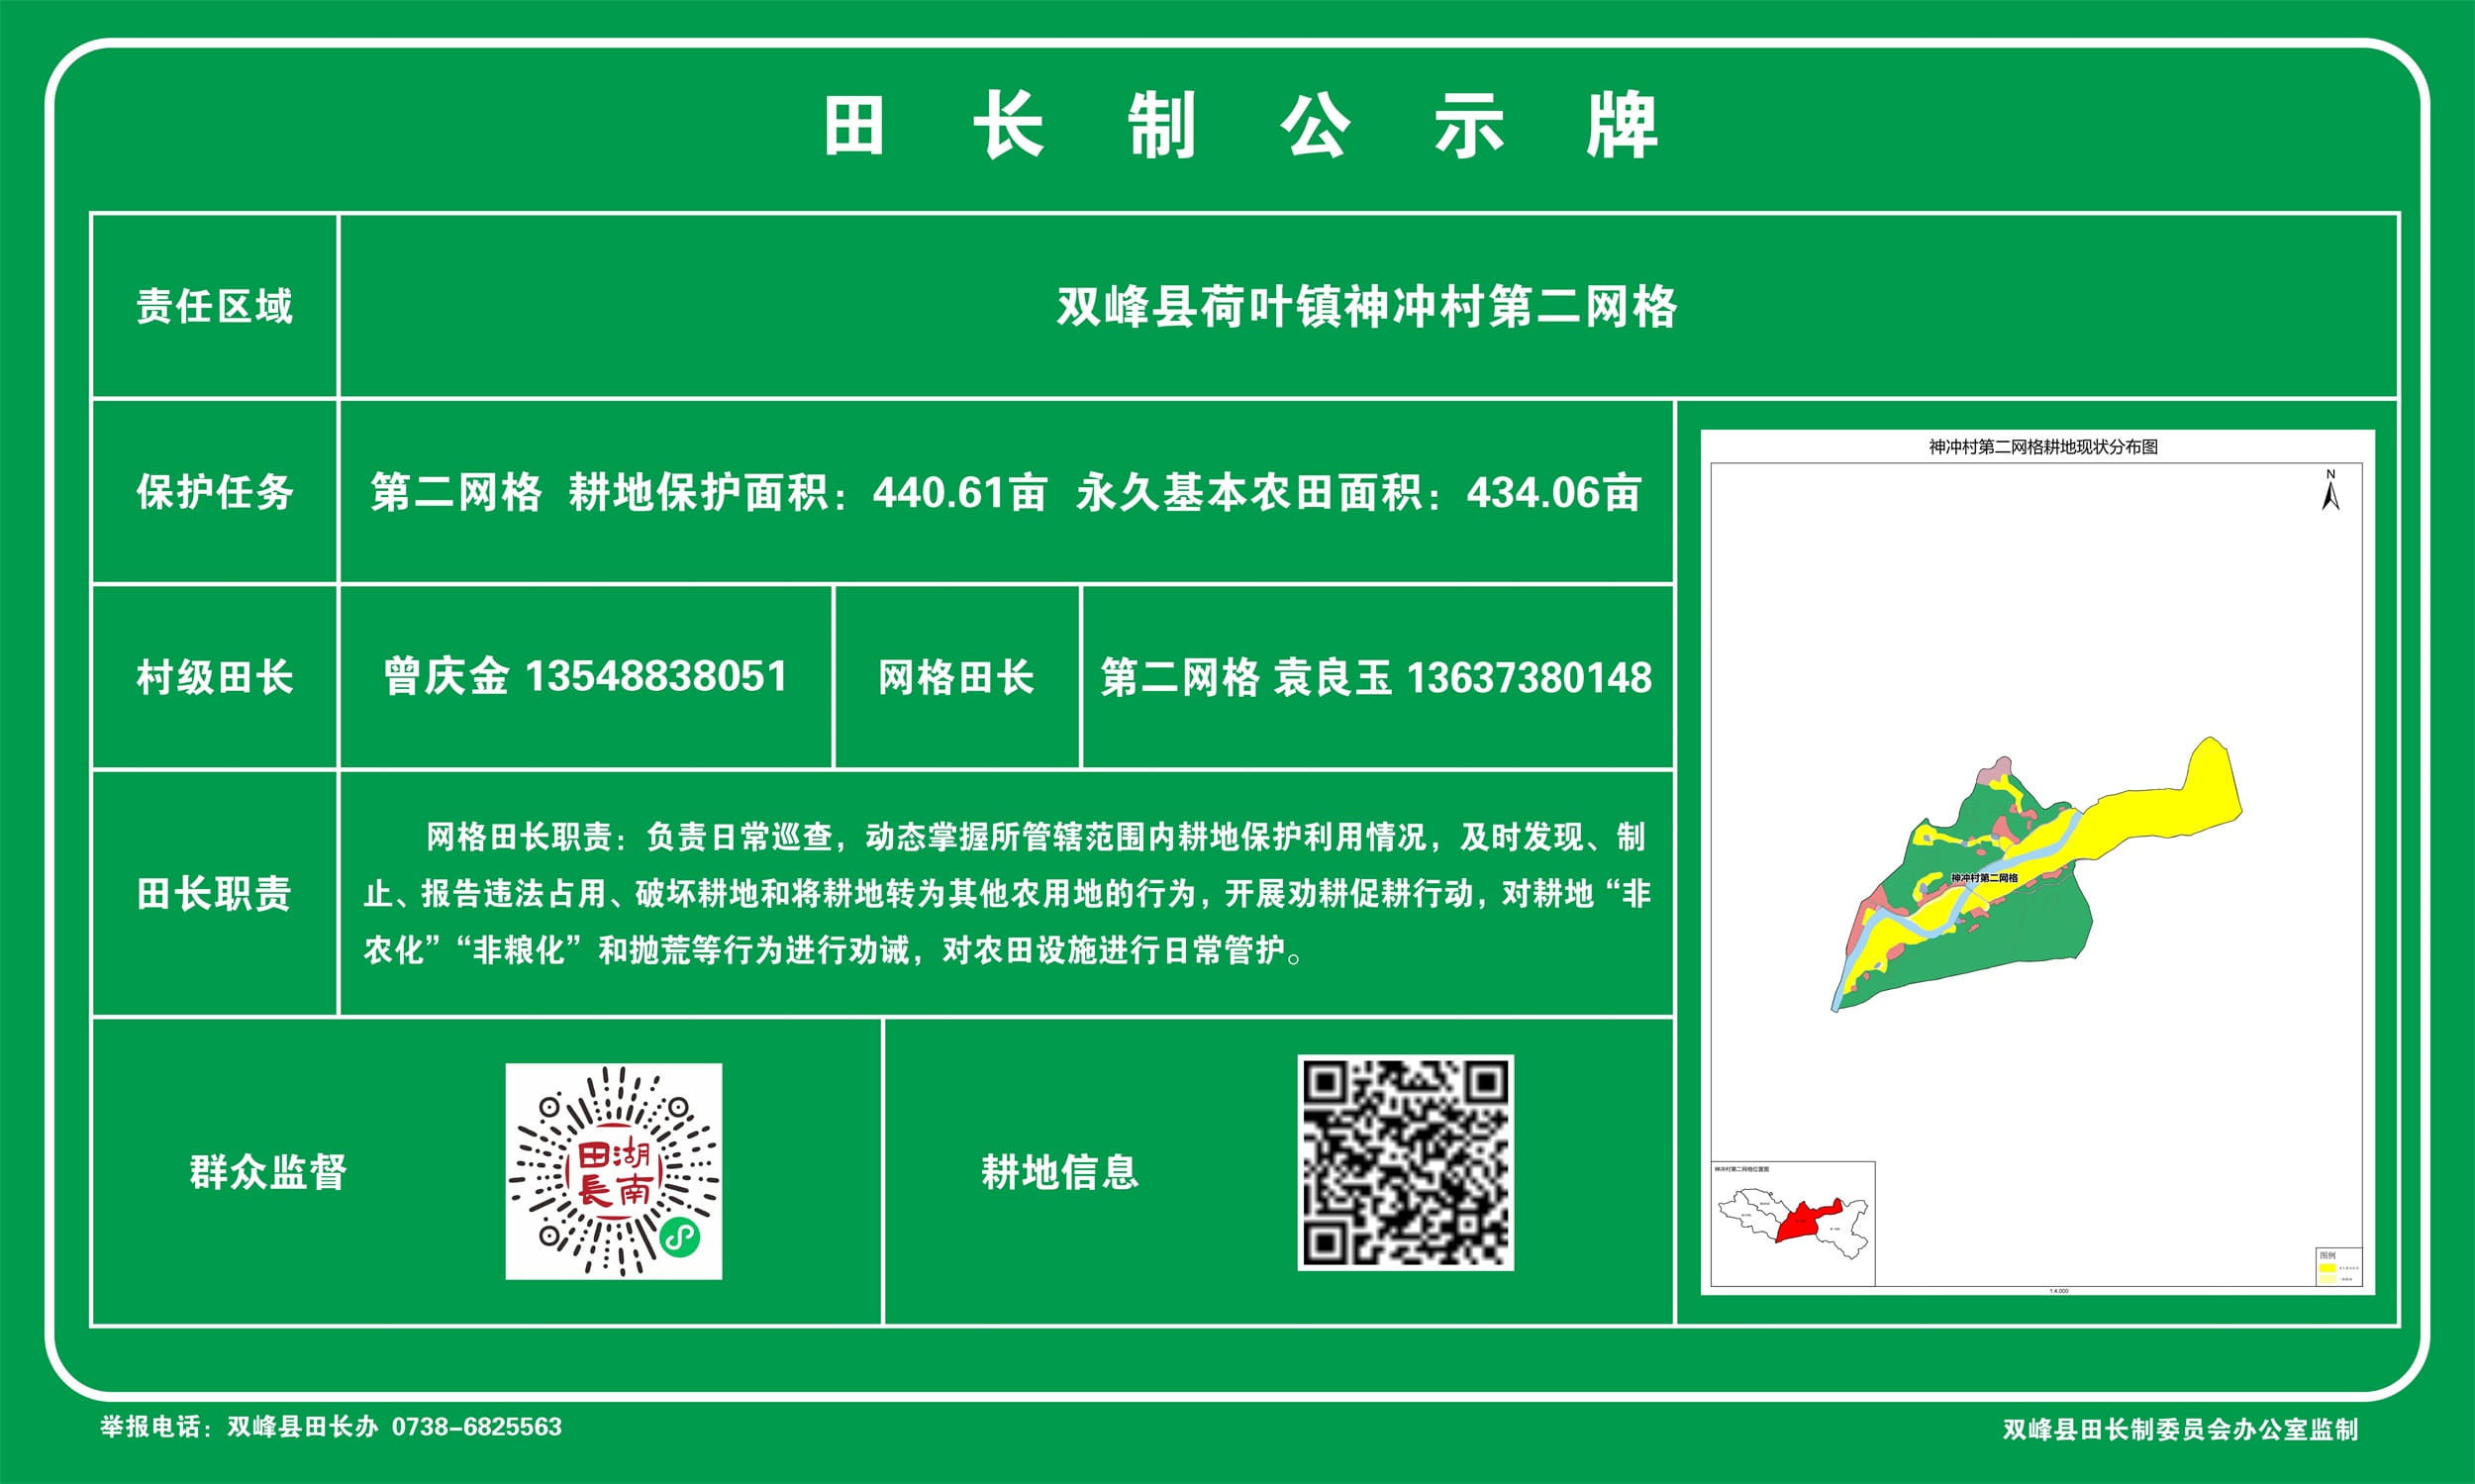 田长制公示牌
责任区域
双峰县荷叶镇神冲村第二网格
保护任务
第二网格 耕地保护面积：440.61亩 永久基本农田面积：434.06亩
村级田长
曾庆金 13548838051
网格田长
第二网格 袁良玉 13637380148
田长职责
网格田长职责：负责日常巡查，动态掌握所管辖范围内耕地保护利用情况，及时发现、制
止、报告违法占用、破坏耕地和将耕地转为其他农用地的行为，开展劝耕促耕行动，对耕地“非
农化”“非粮化”和抛荒等行为进行劝诫，对农田设施进行日常管护。
群众监督
湖南
田長
耕地信息
神冲村第二网格耕地现状分布图
N
神冲村第二网格
神冲村第二网格位置图
图例
1:4,000
举报电话：双峰县田长办 0738-6825563
双峰县田长制委员会办公室监制